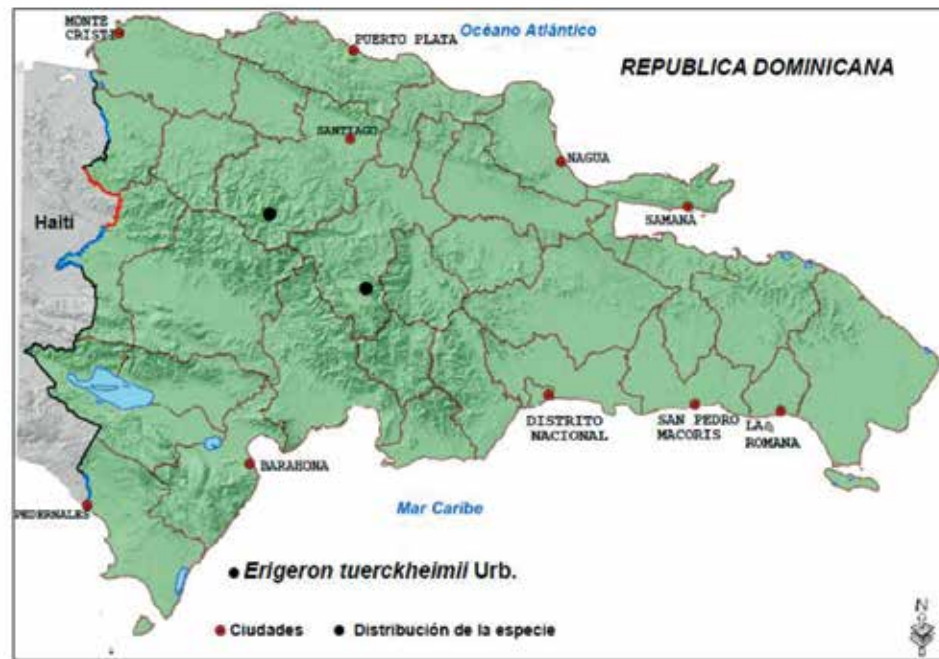 MONTE
CRISTI
PUERTO PLATA
Océano Atlántico
REPUBLICA DOMINICANA
SANTIAGO
NAGUA
Haití
SAMANA
DISTRITO
NACIONAL
SAN PEDRO
MACORIS
LA
ROMANA
BARAHONA
PEDERNALES
Mar Caribe
Erigeron tuerckheimii Urb.
Ciudades
Distribución de la especie
N